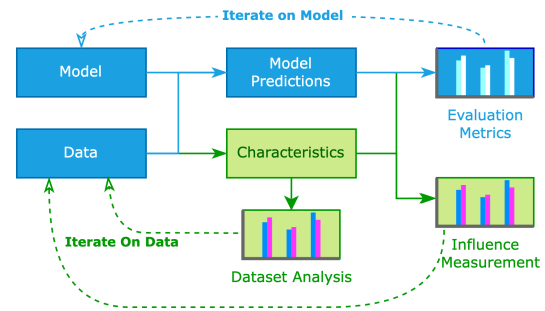 Iterate on Model
Model
Model
Predictions
Evaluation
Metrics
Data
Characteristics
Iterate On Data
Dataset Analysis
Influence
Measurement